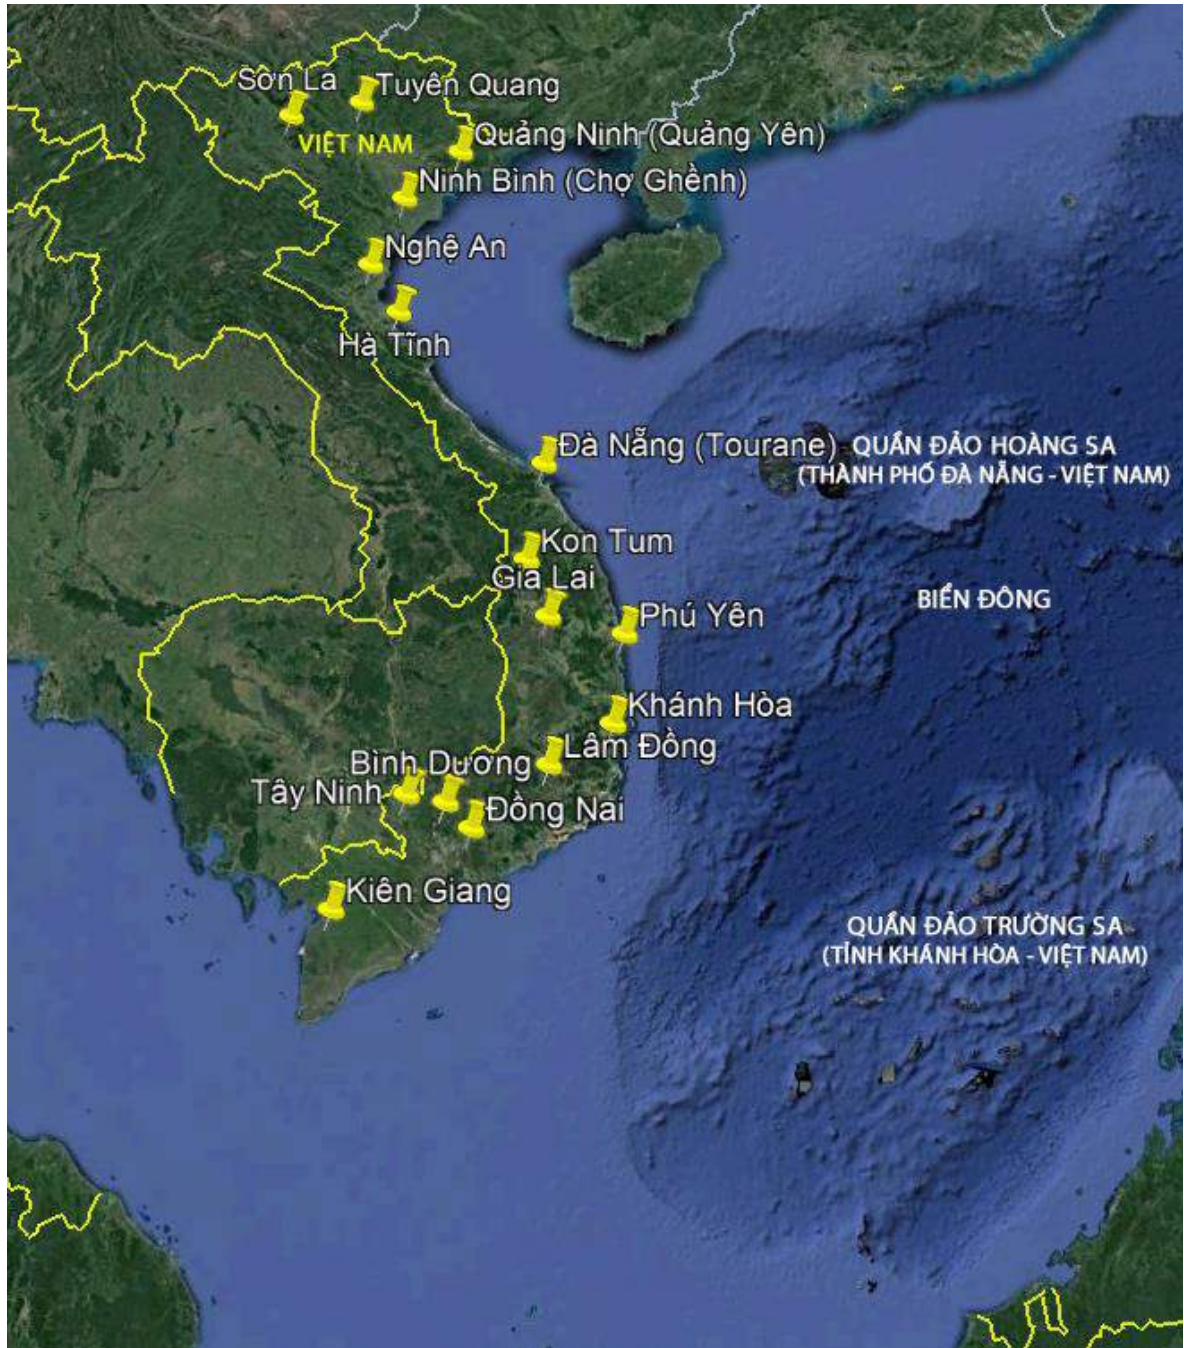 Sơn La
Tuyên Quang
Quảng Ninh (Quảng Yên)
VIỆT NAM
Ninh Bình (Chợ Ghềnh)
Nghệ An
Hà Tĩnh
Đà Nẵng (Tourane)
QUẦN ĐẢO HOÀNG SA
(THÀNH PHỐ ĐÀ NẴNG - VIỆT NAM)
Kon Tum
Gia Lai
BIỂN ĐÔNG
Phú Yên
Khánh Hòa
Lâm Đồng
Bình Dương
Tây Ninh
Đồng Nai
Kiên Giang
QUẦN ĐẢO TRƯỜNG SA
(TỈNH KHÁNH HÒA - VIỆT NAM)